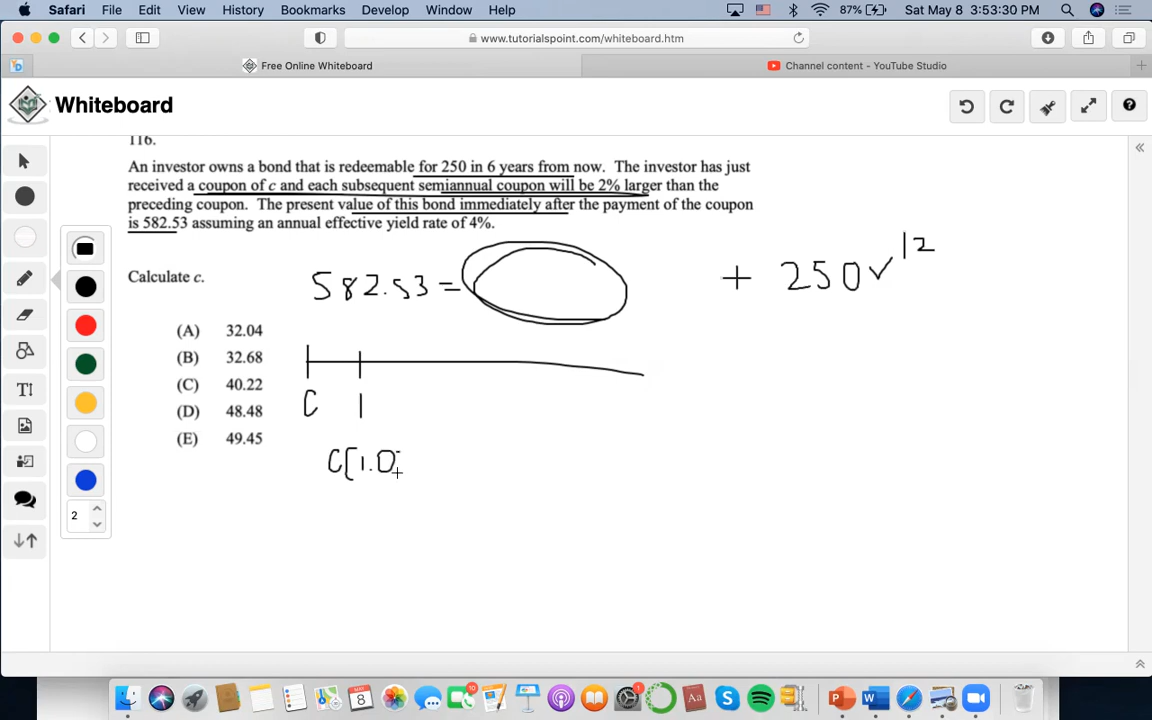 Safari File Edit View History Bookmarks Develop Window Help 87% Sat May 8 3:53:30 PM
www.tutorialspoint.com/whiteboard.htm
Free Online Whiteboard Channel content - YouTube Studio
Whiteboard
116.
An investor owns a bond that is redeemable for 250 in 6 years from now. The investor has just
received a coupon of c and each subsequent semiannual coupon will be 2% larger than the
preceding coupon. The present value of this bond immediately after the payment of the coupon
is 582.53 assuming an annual effective yield rate of 4%.
Calculate c.
582.53 = + 250v^12
(A) 32.04
(B) 32.68
(C) 40.22
(D) 48.48
(E) 49.45
C 1
C[1.0
2